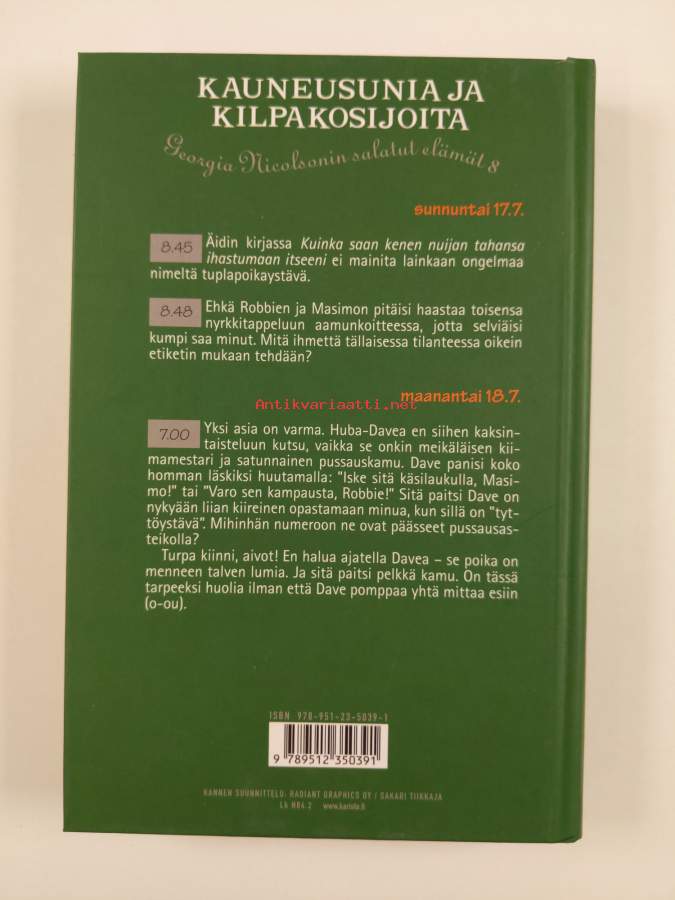 KAUNEUSUNIA JA
KILPAKOSIJOITA
Georgia Nicolsonin salatut elämät 8
sunnuntai 17.7.
8.45 Äidin kirjassa Kuinka saan kenen nuijan tahansa
ihastumaan itseeni ei mainita lainkaan ongelmaa
nimeltä tuplapoikaystävä.
8.48 Ehkä Robbien ja Masimon pitäisi haastaa toisensa
nyrkkitappeluun aamunkoitteessa, jotta selviäisi
kumpi saa minut. Mitä ihmettä tällaisessa tilanteessa oikein
etiketin mukaan tehdään?
maanantai 18.7.
Antikvariaatti.net
7.00 Yksi asia on varma. Huba-Davea en siihen kaksin-
taisteluun kutsu, vaikka se onkin meikäläisen kii-
mamestari ja satunnainen pussauskamu. Dave panisi koko
homman läskiksi huutamalla: "Iske sitä käsilaukulla, Masi-
mo!" tai "Varo sen kampausta, Robbie!" Sitä paitsi Dave on
nykyään liian kiireinen opastamaan minua, kun sillä on "tyt-
töystävä". Mihinhän numeroon ne ovat päässeet pussausas-
teikolla?
Turpa kiinni, aivot! En halua ajatella Davea – se poika on
menneen talven lumia. Ja sitä paitsi pelkkä kamu. On tässä
tarpeeksi huolia ilman että Dave pomppaa yhtä mittaa esiin
(o-ou).
ISBN 978-951-23-5039-1
9 789512 350391
KANNEN SUUNNITTELU: RADIANT GRAPHICS OY / SAKARI TIIKKAJA
L4 N84.2 www.karisto.fi